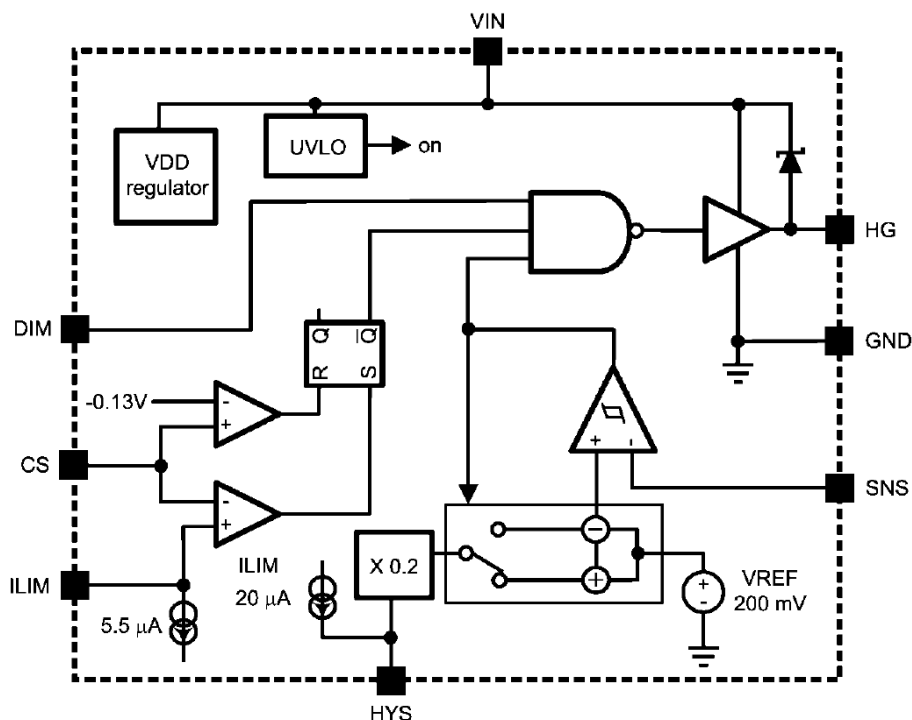 VIN
VDD
regulator
UVLO
on
HG
DIM
Q Q̅
R S
GND
-0.13V
-
+
CS
-
+
+ -
SNS
ILIM
5.5 μA
ILIM
20 μA
X 0.2
−
+
+
-
VREF
200 mV
HYS